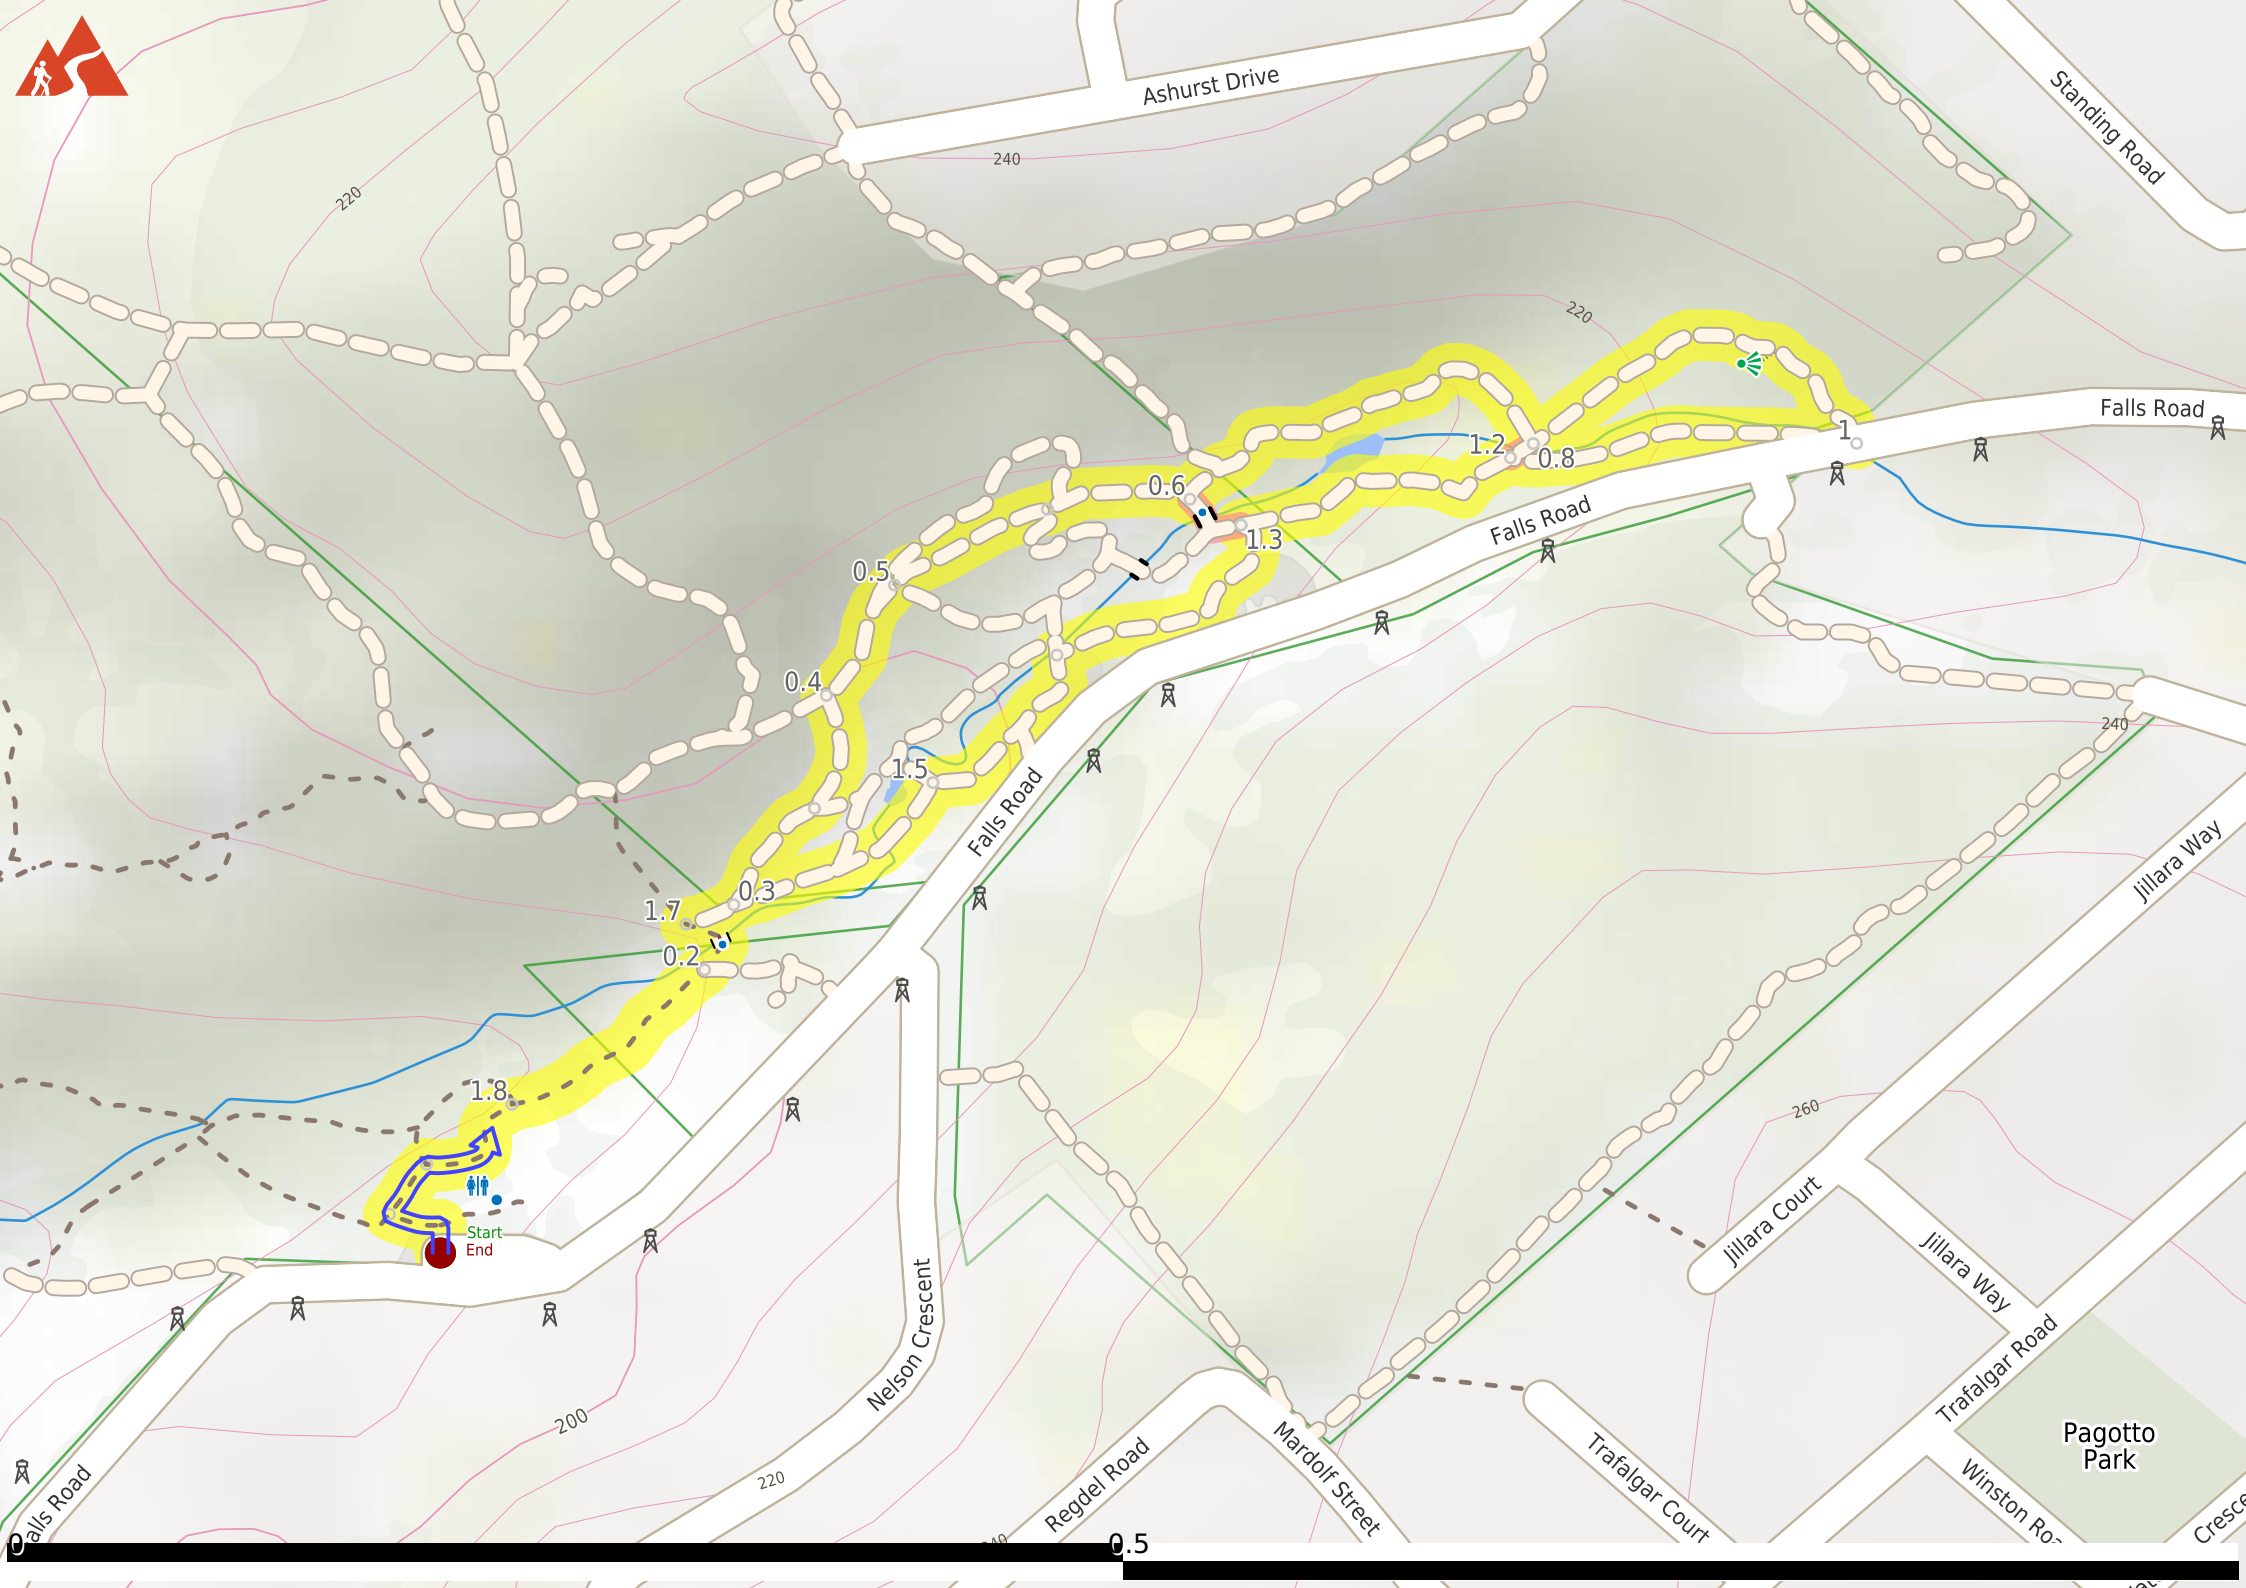 Ashurst Drive
Standing Road
240
220
220
Falls Road
1
1.2
0.8
0.6
Falls Road
1.3
0.5
0.4
240
1.5
Falls Road
Jillara Way
0.3
1.7
0.2
1.8
260
Start
End
Jillara Court
Jillara Way
Nelson Crescent
Trafalgar Road
200
Pagotto
Park
220
Regdel Road
Mardolf Street
Trafalgar Court
Winston Roa
Cresce
alls Road
0
0.5